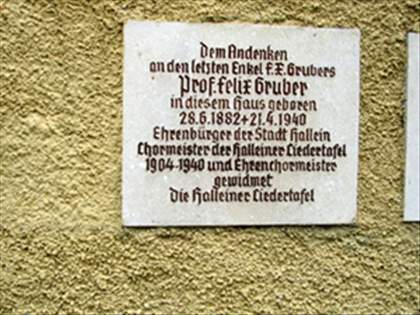 Dem Andenken
an den letzten Enkel F. X. Grubers
Prof. Felix Gruber
in diesem Haus geboren
28.6.1882+21.4.1940
Ehrenbürger der Stadt Hallein
Chormeister der Halleiner Liedertafel
1904-1940 und Ehrenchormeister
gewidmet
Die Halleiner Liedertafel